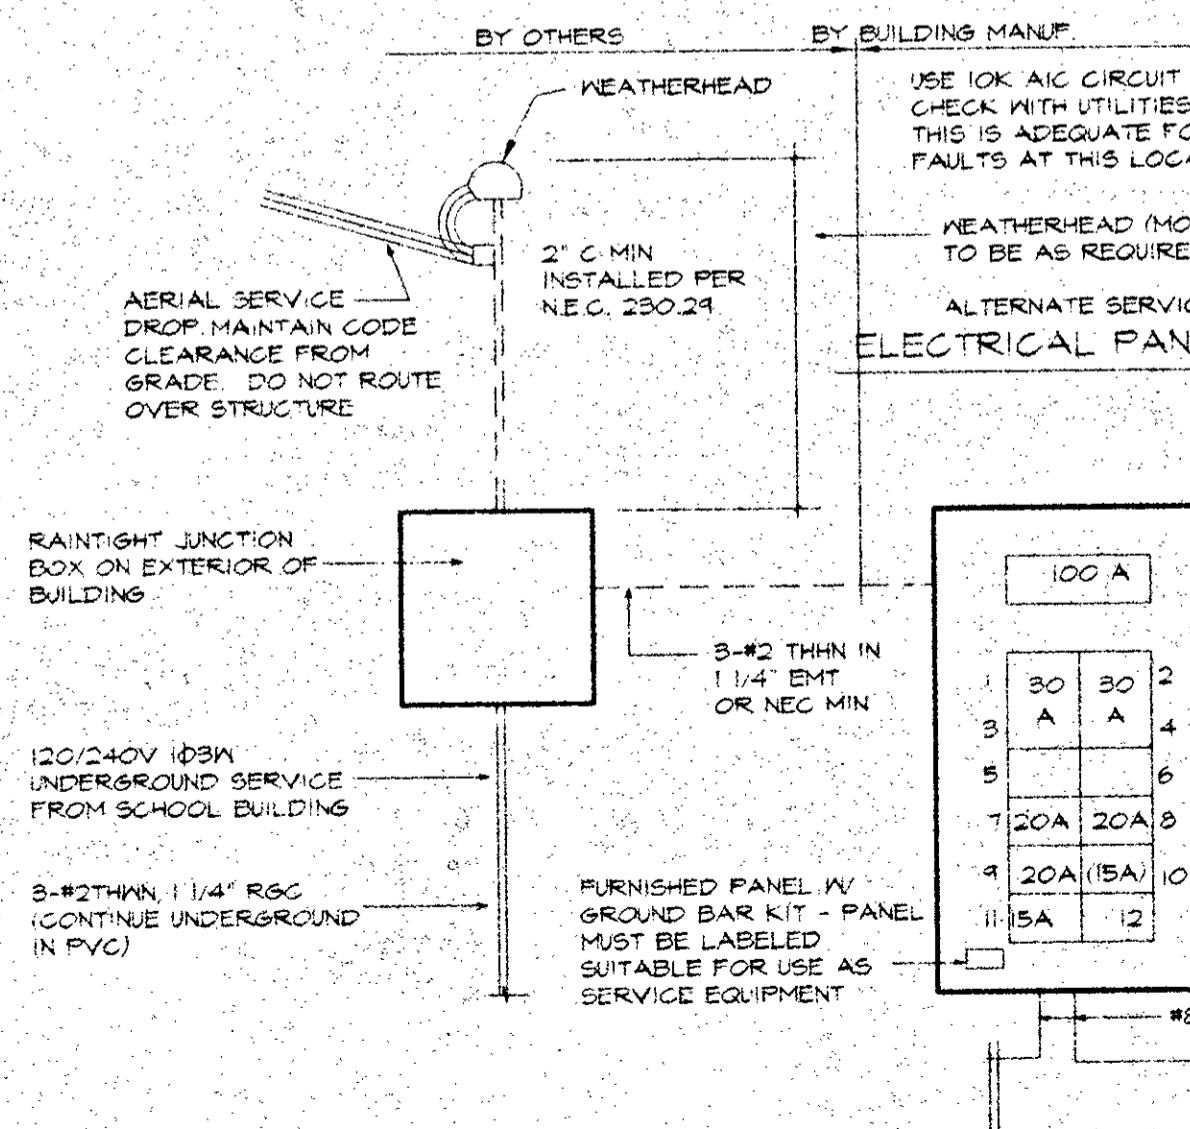 BY OTHERS
BY BUILDING MANUF.
WEATHERHEAD
USE 10K AIC CIRCUIT
CHECK WITH UTILITIES
THIS IS ADEQUATE FO
FAULTS AT THIS LOCA
2" C MIN
INSTALLED PER
N.E.C. 230.29
WEATHERHEAD (MO
TO BE AS REQUIRE
AERIAL SERVICE
DROP. MAINTAIN CODE
CLEARANCE FROM
GRADE. DO NOT ROUTE
OVER STRUCTURE
ALTERNATE SERVIC
ELECTRICAL PAN
RAINTIGHT JUNCTION
BOX ON EXTERIOR OF
BUILDING
100 A
3-#2 THHN IN
1 1/4" EMT
OR NEC MIN
1 30 30 2
3 A A 4
5 6
7 20A 20A 8
9 20A (15A) 10
11 15A 12
120/240V 1Φ3W
UNDERGROUND SERVICE
FROM SCHOOL BUILDING
3-#2THWN, 1 1/4" RGC
(CONTINUE UNDERGROUND
IN PVC)
FURNISHED PANEL W/
GROUND BAR KIT - PANEL
MUST BE LABELED
SUITABLE FOR USE AS
SERVICE EQUIPMENT
#8